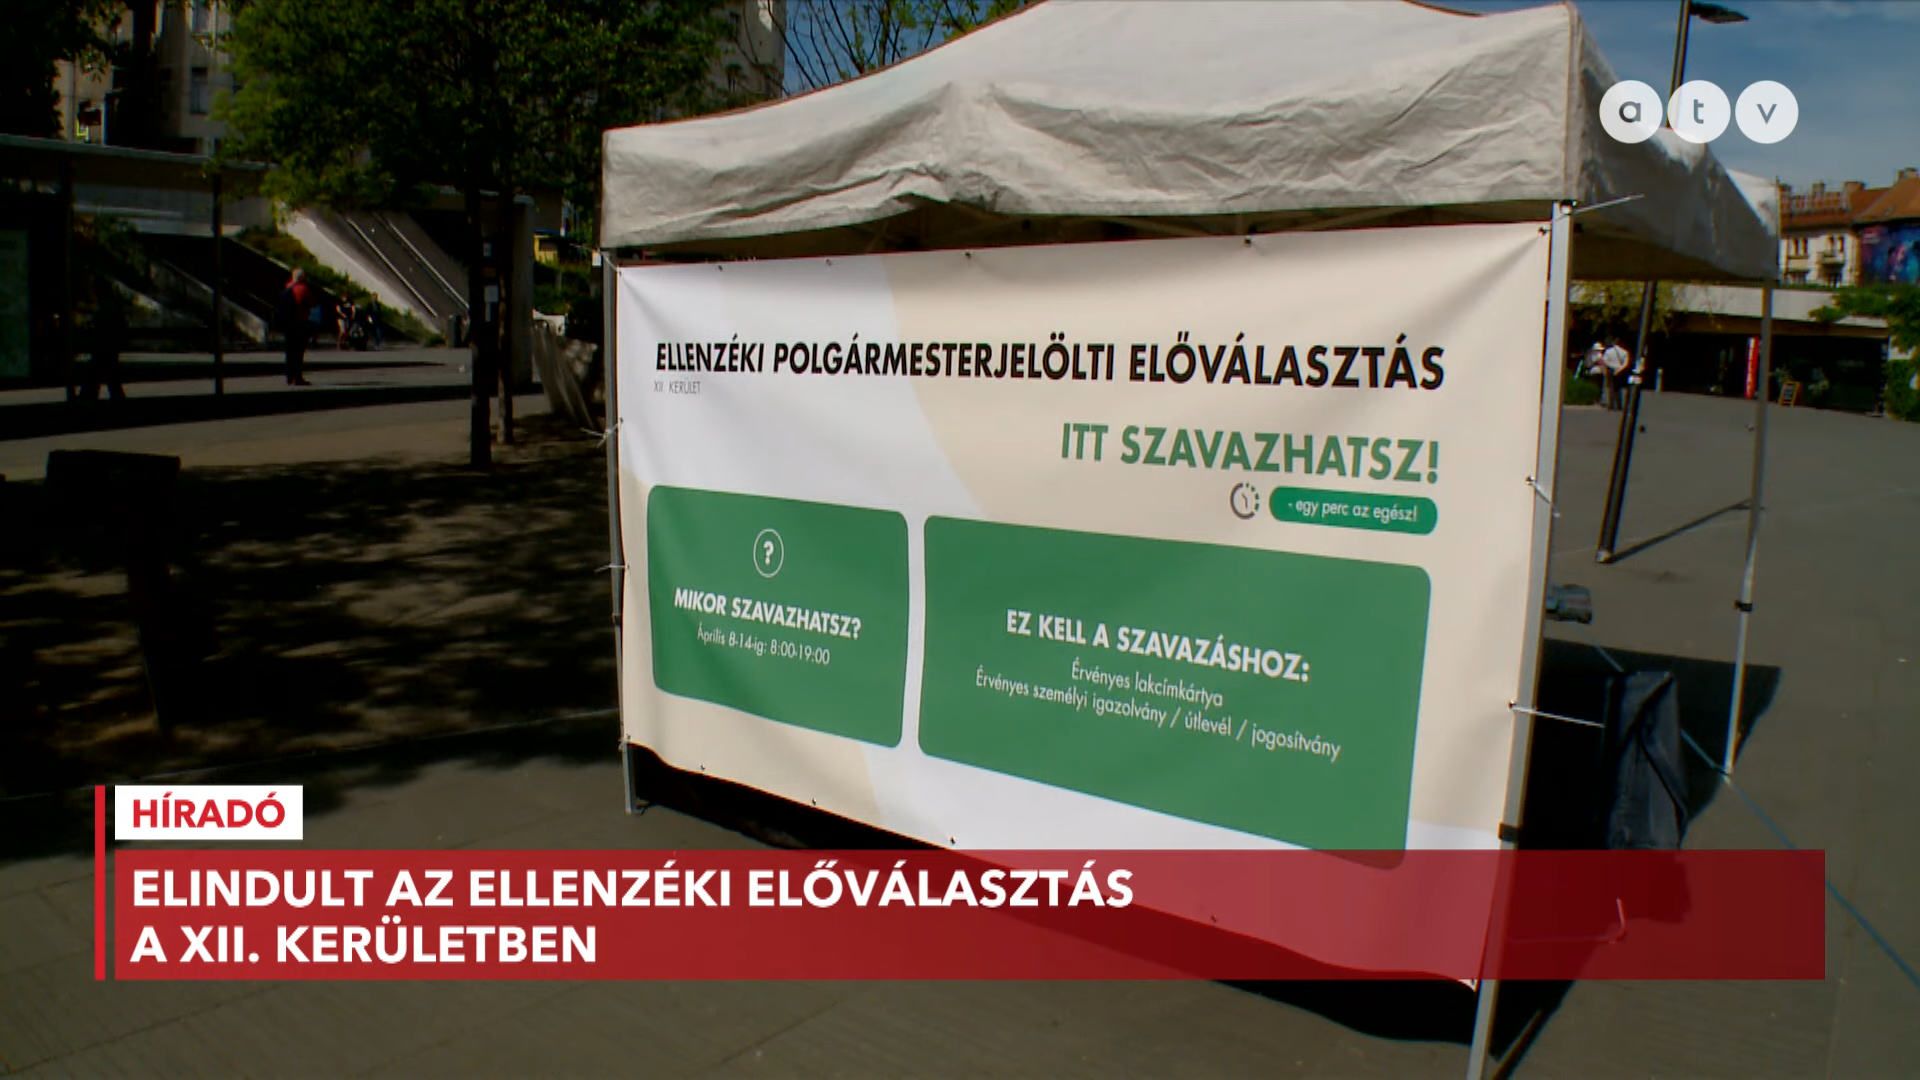 atv
ELLENZÉKI POLGÁRMESTERJELÖLTI ELŐVÁLASZTÁS
XII. KERÜLET
ITT SZAVAZHATSZ!
- egy perc az egész!
?
MIKOR SZAVAZHATSZ?
Április 8-14-ig: 8:00-19:00
EZ KELL A SZAVAZÁSHOZ:
Érvényes lakcímkártya
Érvényes személyi igazolvány / útlevél / jogosítvány
HÍRADÓ
ELINDULT AZ ELLENZÉKI ELŐVÁLASZTÁS
A XII. KERÜLETBEN